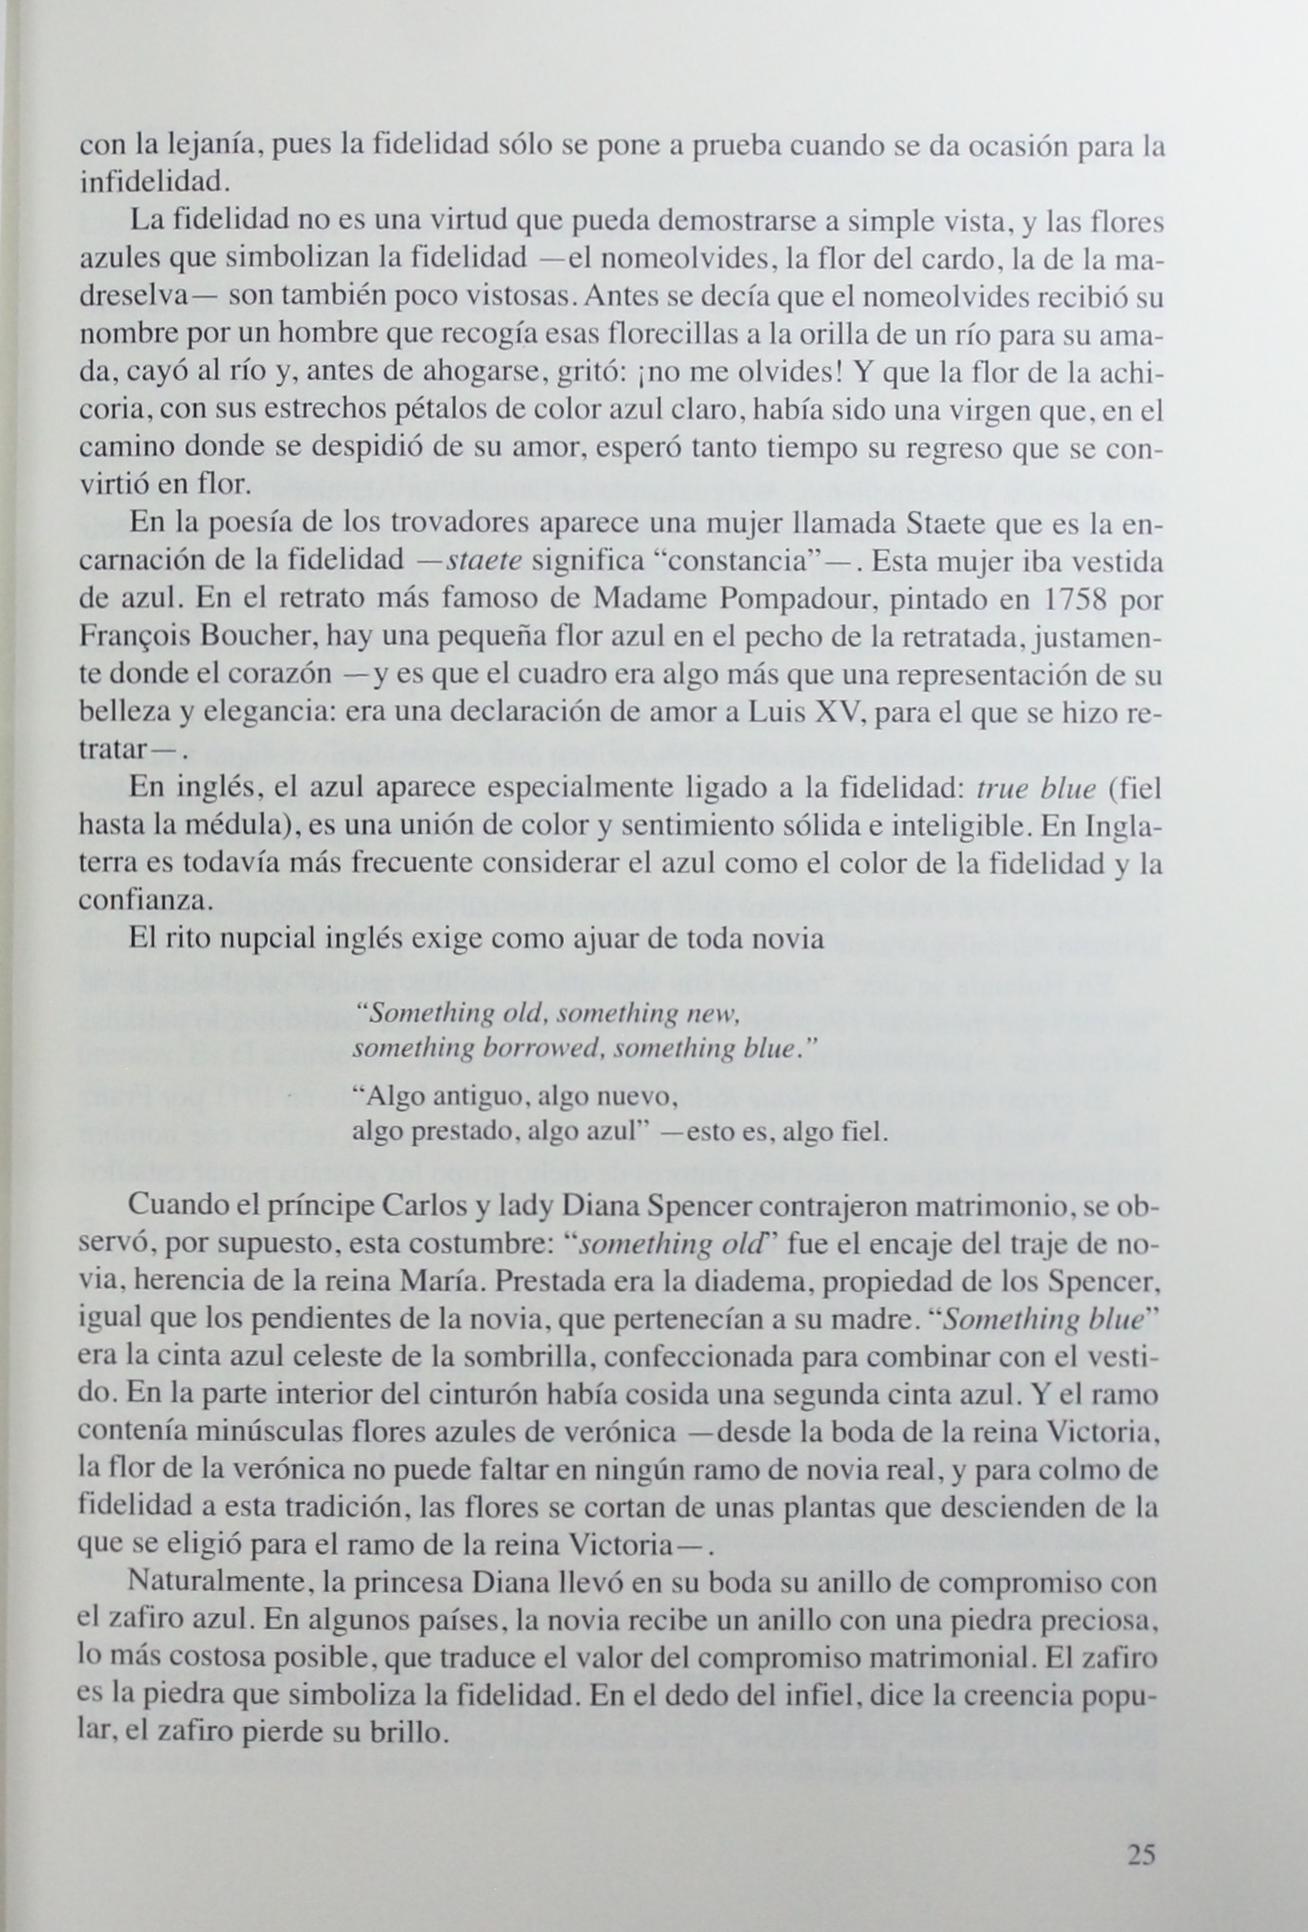 con la lejanía, pues la fidelidad sólo se pone a prueba cuando se da ocasión para la
infidelidad.
La fidelidad no es una virtud que pueda demostrarse a simple vista, y las flores
azules que simbolizan la fidelidad —el nomeolvides, la flor del cardo, la de la ma-
dreselva— son también poco vistosas. Antes se decía que el nomeolvides recibió su
nombre por un hombre que recogía esas florecillas a la orilla de un río para su ama-
da, cayó al río y, antes de ahogarse, gritó: ¡no me olvides! Y que la flor de la achi-
coria, con sus estrechos pétalos de color azul claro, había sido una virgen que, en el
camino donde se despidió de su amor, esperó tanto tiempo su regreso que se con-
virtió en flor.
En la poesía de los trovadores aparece una mujer llamada Staete que es la en-
carnación de la fidelidad —staete significa “constancia”—. Esta mujer iba vestida
de azul. En el retrato más famoso de Madame Pompadour, pintado en 1758 por
François Boucher, hay una pequeña flor azul en el pecho de la retratada, justamen-
te donde el corazón —y es que el cuadro era algo más que una representación de su
belleza y elegancia: era una declaración de amor a Luis XV, para el que se hizo re-
tratar—.
En inglés, el azul aparece especialmente ligado a la fidelidad: true blue (fiel
hasta la médula), es una unión de color y sentimiento sólida e inteligible. En Ingla-
terra es todavía más frecuente considerar el azul como el color de la fidelidad y la
confianza.
El rito nupcial inglés exige como ajuar de toda novia
“Something old, something new,
something borrowed, something blue.”
“Algo antiguo, algo nuevo,
algo prestado, algo azul” —esto es, algo fiel.
Cuando el príncipe Carlos y lady Diana Spencer contrajeron matrimonio, se ob-
servó, por supuesto, esta costumbre: “something old” fue el encaje del traje de no-
via, herencia de la reina María. Prestada era la diadema, propiedad de los Spencer,
igual que los pendientes de la novia, que pertenecían a su madre. “Something blue”
era la cinta azul celeste de la sombrilla, confeccionada para combinar con el vesti-
do. En la parte interior del cinturón había cosida una segunda cinta azul. Y el ramo
contenía minúsculas flores azules de verónica —desde la boda de la reina Victoria,
la flor de la verónica no puede faltar en ningún ramo de novia real, y para colmo de
fidelidad a esta tradición, las flores se cortan de unas plantas que descienden de la
que se eligió para el ramo de la reina Victoria—.
Naturalmente, la princesa Diana llevó en su boda su anillo de compromiso con
el zafiro azul. En algunos países, la novia recibe un anillo con una piedra preciosa,
lo más costosa posible, que traduce el valor del compromiso matrimonial. El zafiro
es la piedra que simboliza la fidelidad. En el dedo del infiel, dice la creencia popu-
lar, el zafiro pierde su brillo.
25